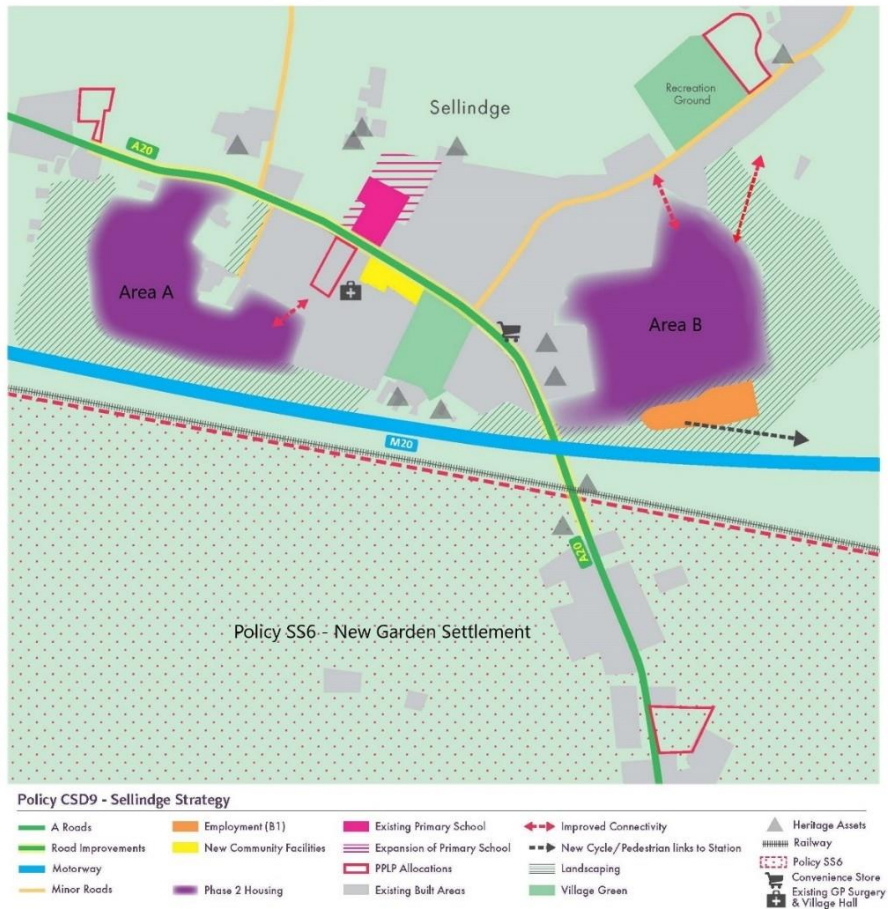 Recreation
Ground
Sellindge
A20
Area A
Area B
M20
A20
Policy SS6 - New Garden Settlement
Policy CSD9 - Sellindge Strategy
A Roads
Road Improvements
Motorway
Minor Roads
Employment (B1)
New Community Facilities
Phase 2 Housing
Existing Primary School
Expansion of Primary School
PPLP Allocations
Existing Built Areas
Improved Connectivity
New Cycle/Pedestrian links to Station
Landscaping
Village Green
Heritage Assets
Railway
Policy SS6
Convenience Store
Existing GP Surgery
& Village Hall